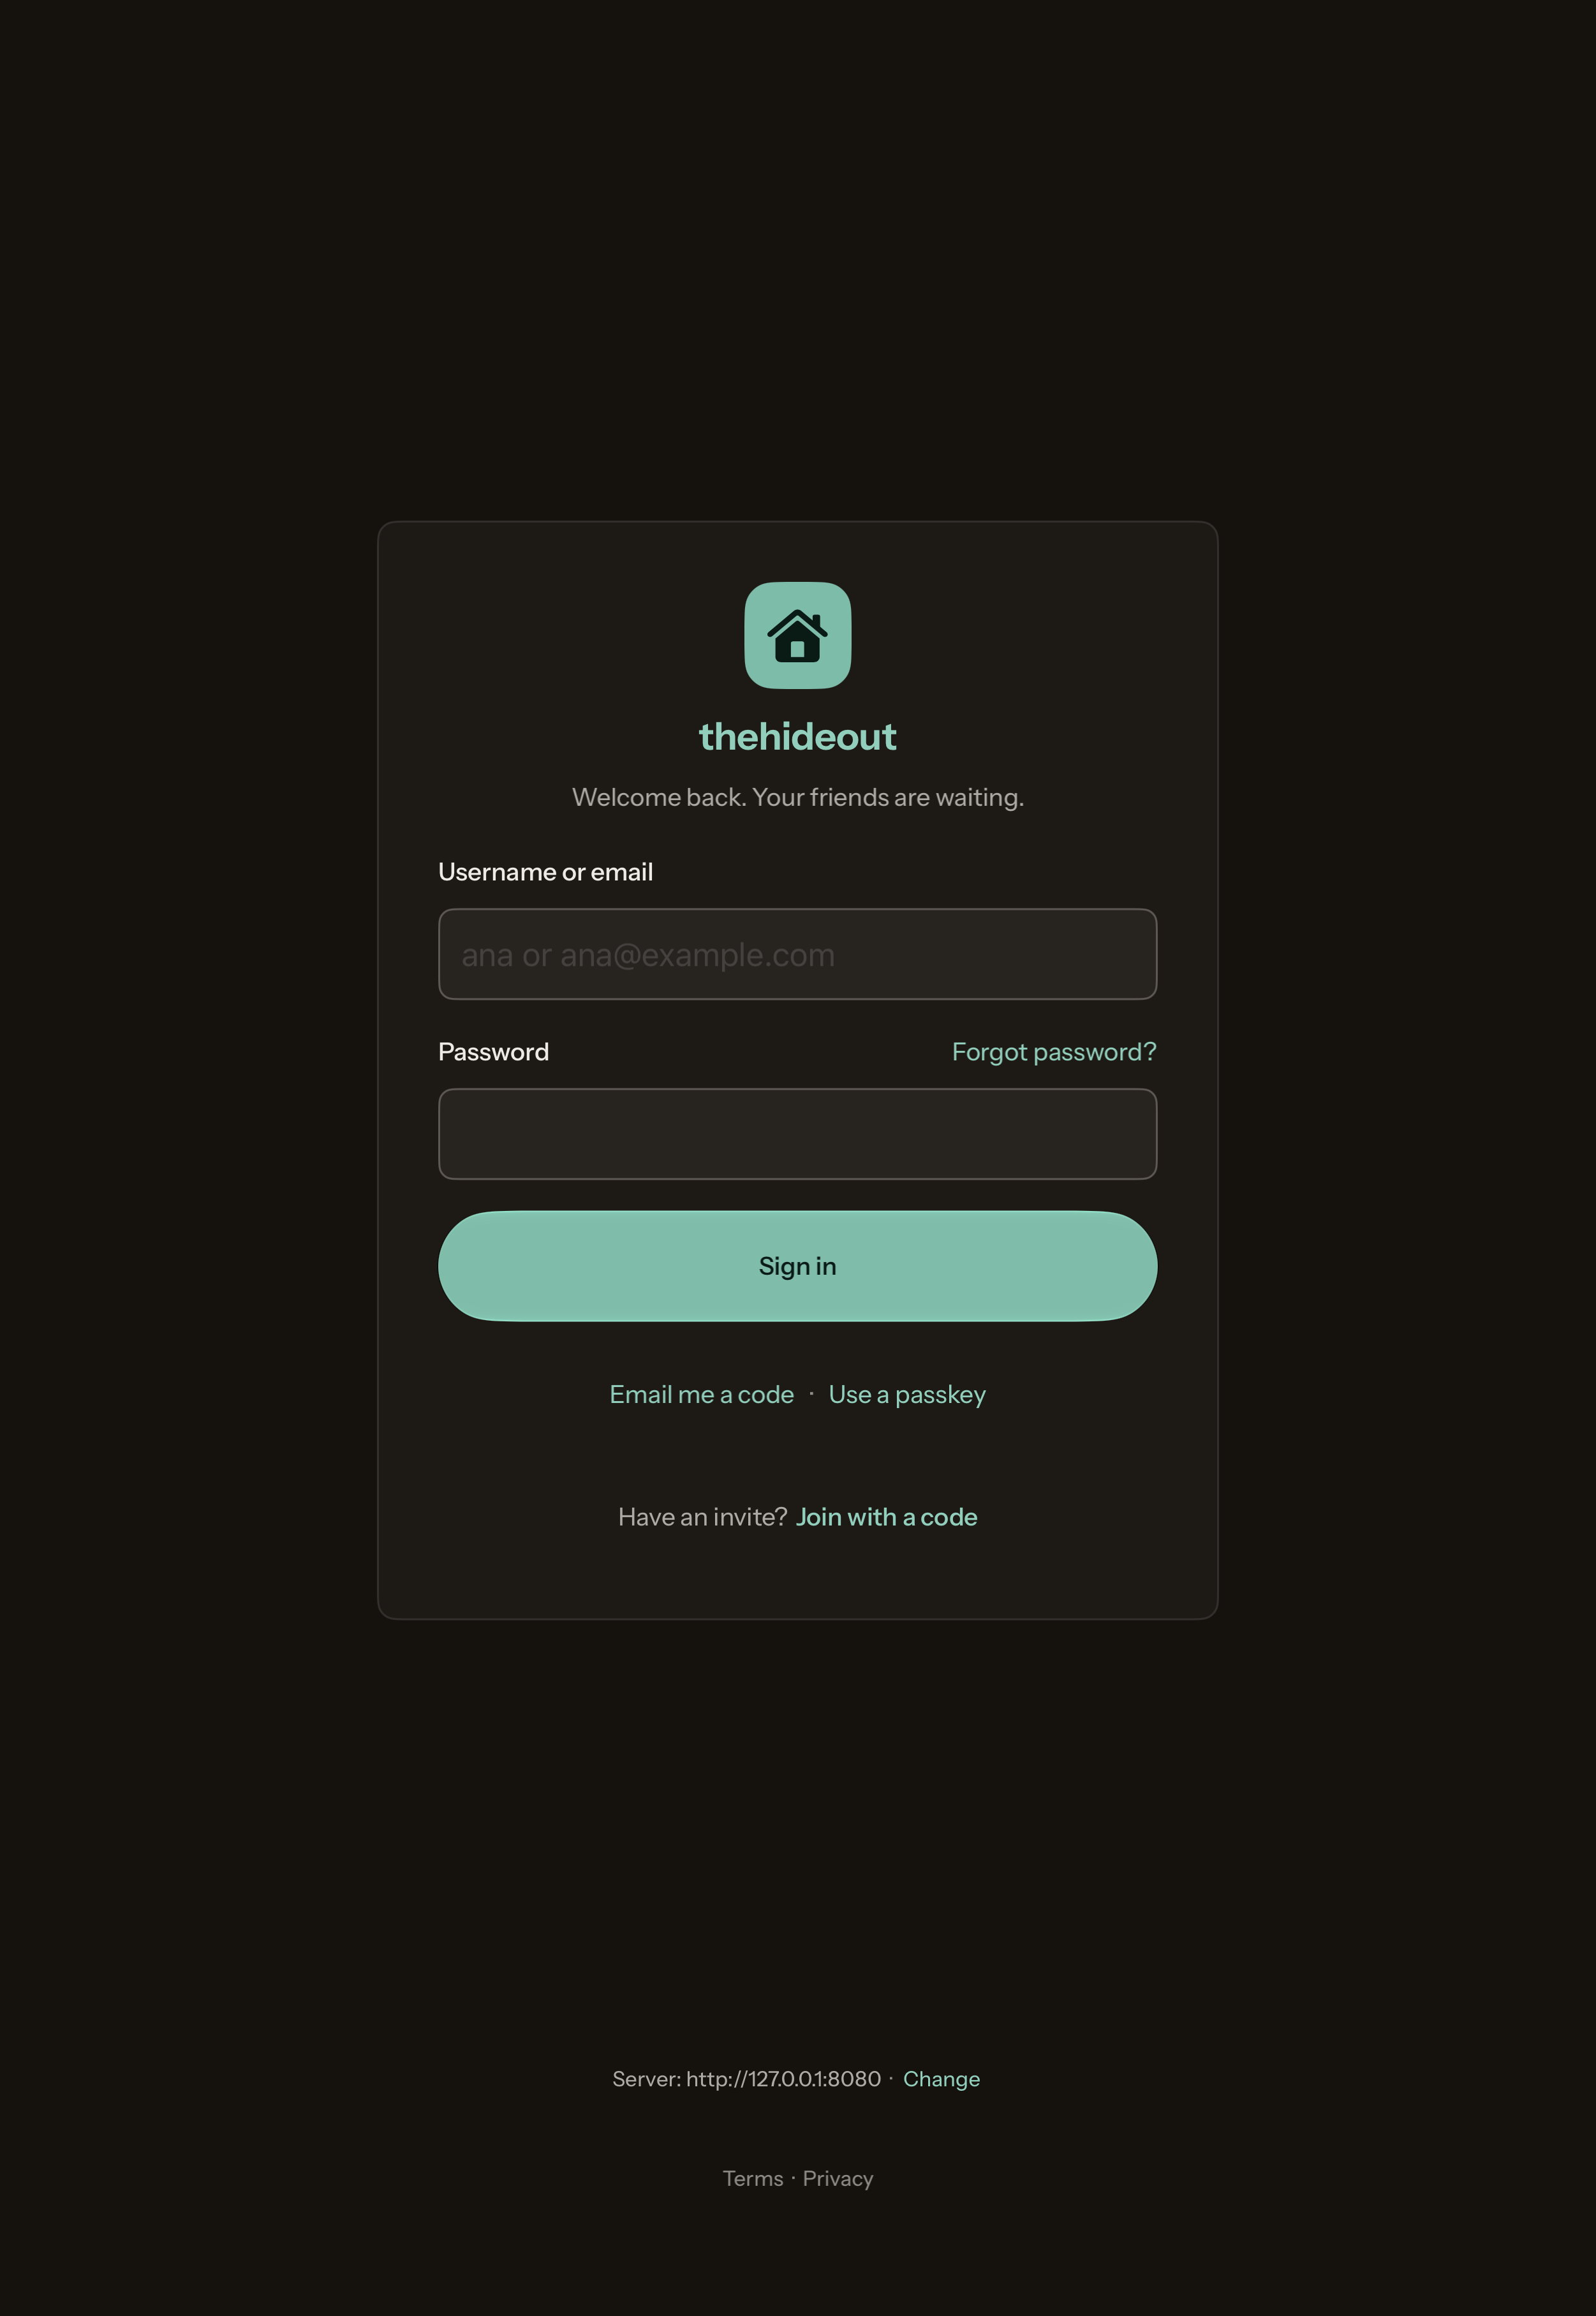 thehideout
Welcome back. Your friends are waiting.
Username or email
ana or ana@example.com
Password Forgot password?
Sign in
Email me a code · Use a passkey
Have an invite? Join with a code
Server: http://127.0.0.1:8080 · Change
Terms · Privacy